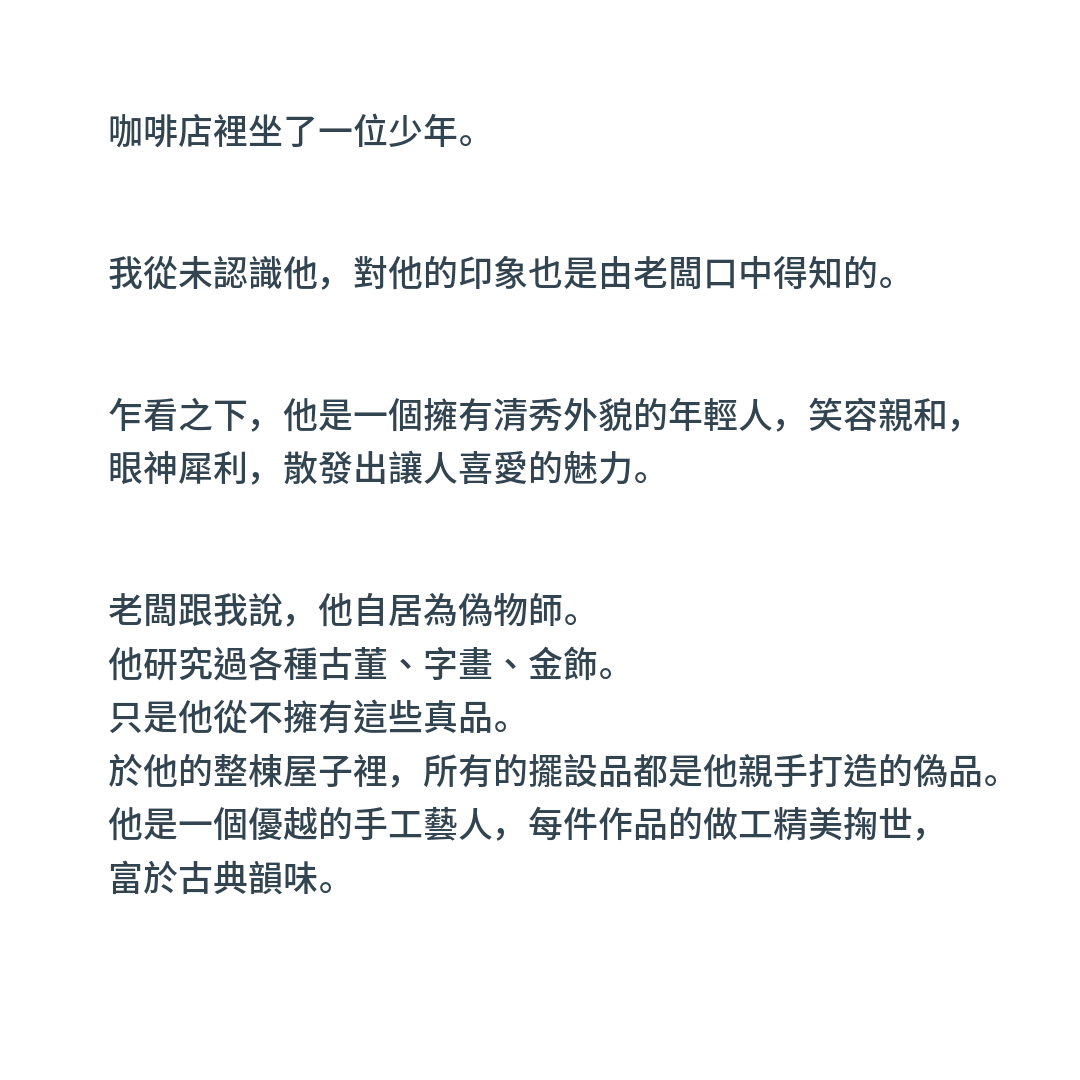 咖啡店裡坐了一位少年。
我從未認識他，對他的印象也是由老闆口中得知的。
乍看之下，他是一個擁有清秀外貌的年輕人，笑容親和，
眼神犀利，散發出讓人喜愛的魅力。
老闆跟我說，他自居為偽物師。
他研究過各種古董、字畫、金飾。
只是他從不擁有這些真品。
於他的整棟屋子裡，所有的擺設品都是他親手打造的偽品。
他是一個優越的手工藝人，每件作品的做工精美掬世，
富於古典韻味。